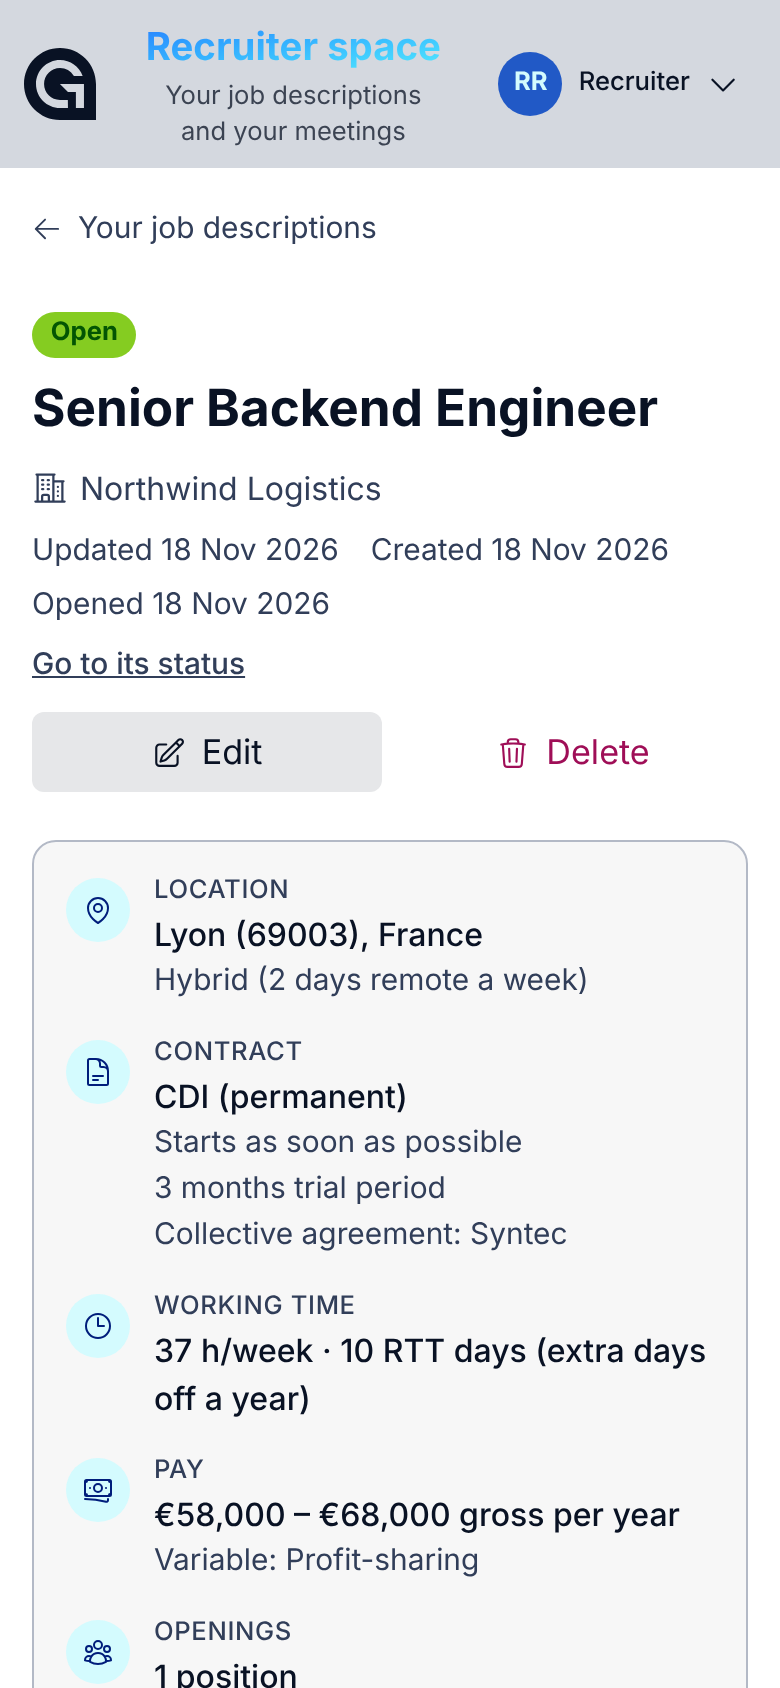 Recruiter space
Your job descriptions
and your meetings
RR
Recruiter
Your job descriptions
Open
Senior Backend Engineer
Northwind Logistics
Updated 18 Nov 2026 Created 18 Nov 2026
Opened 18 Nov 2026
Go to its status
Edit
Delete
LOCATION
Lyon (69003), France
Hybrid (2 days remote a week)
CONTRACT
CDI (permanent)
Starts as soon as possible
3 months trial period
Collective agreement: Syntec
WORKING TIME
37 h/week · 10 RTT days (extra days
off a year)
PAY
€58,000 – €68,000 gross per year
Variable: Profit-sharing
OPENINGS
1 position